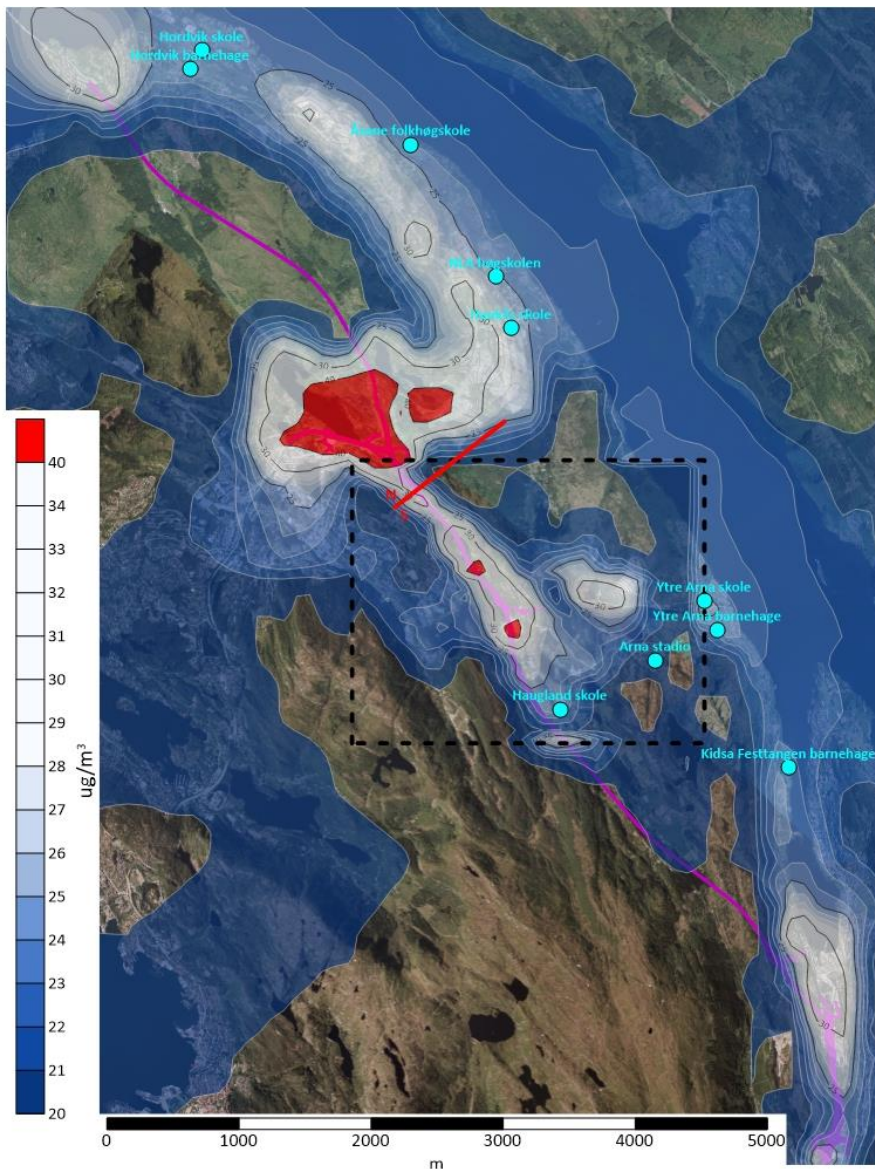 Hordvik skole
Hordvik barnehage
folkhøgskole
skole
Ytre Arna skole
Ytre Arna barnehage
Arna stadio
Haugland skole
Kidsa Festtangen barnehage
40
34
33
32
31
30
29
28
27
26
25
24
23
22
21
20
ug/m³
0 1000 2000 3000 4000 5000
m